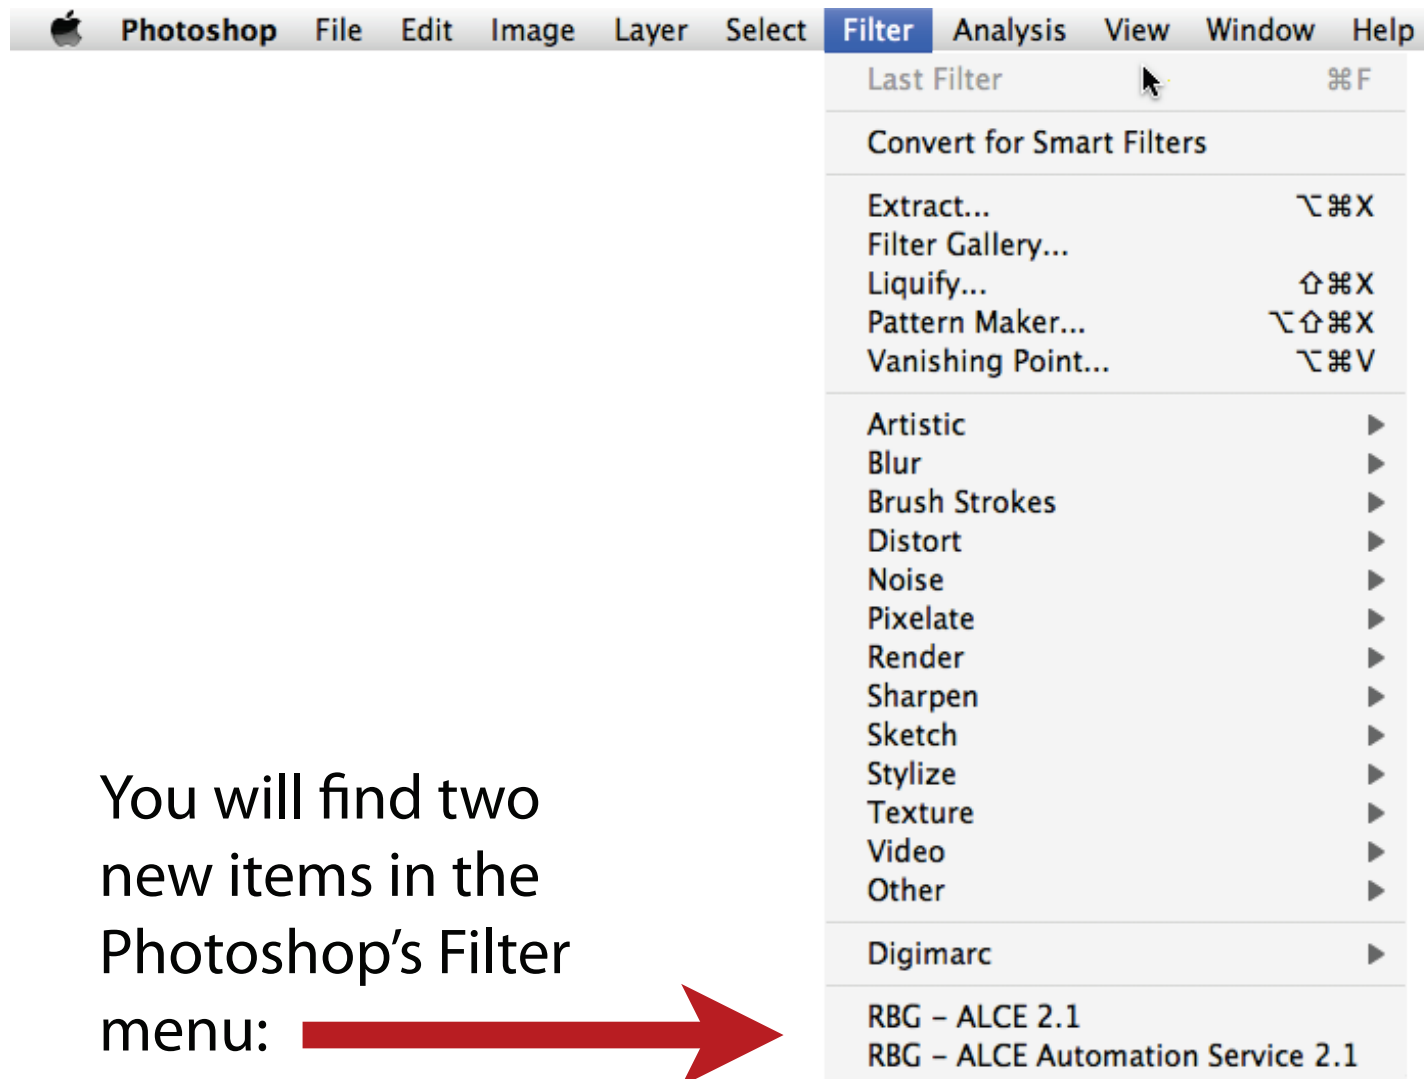 Photoshop File Edit Image Layer Select Filter Analysis View Window Help
Last Filter ⌘F
Convert for Smart Filters
Extract... ⌥⌘X
Filter Gallery...
Liquify... ⇧⌘X
Pattern Maker... ⌥⇧⌘X
Vanishing Point... ⌥⌘V
Artistic
Blur
Brush Strokes
Distort
Noise
Pixelate
Render
Sharpen
Sketch
Stylize
Texture
Video
Other
Digimarc
RBG – ALCE 2.1
RBG – ALCE Automation Service 2.1
You will find two
new items in the
Photoshop’s Filter
menu: